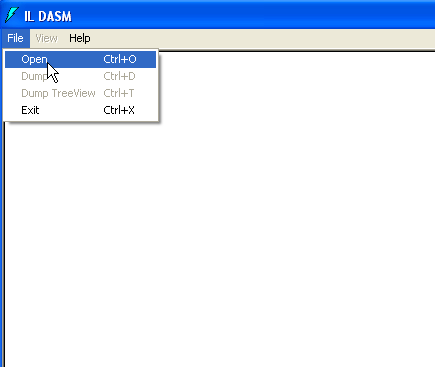 IL DASM
File View Help
Open Ctrl+O
Dump Ctrl+D
Dump TreeView Ctrl+T
Exit Ctrl+X